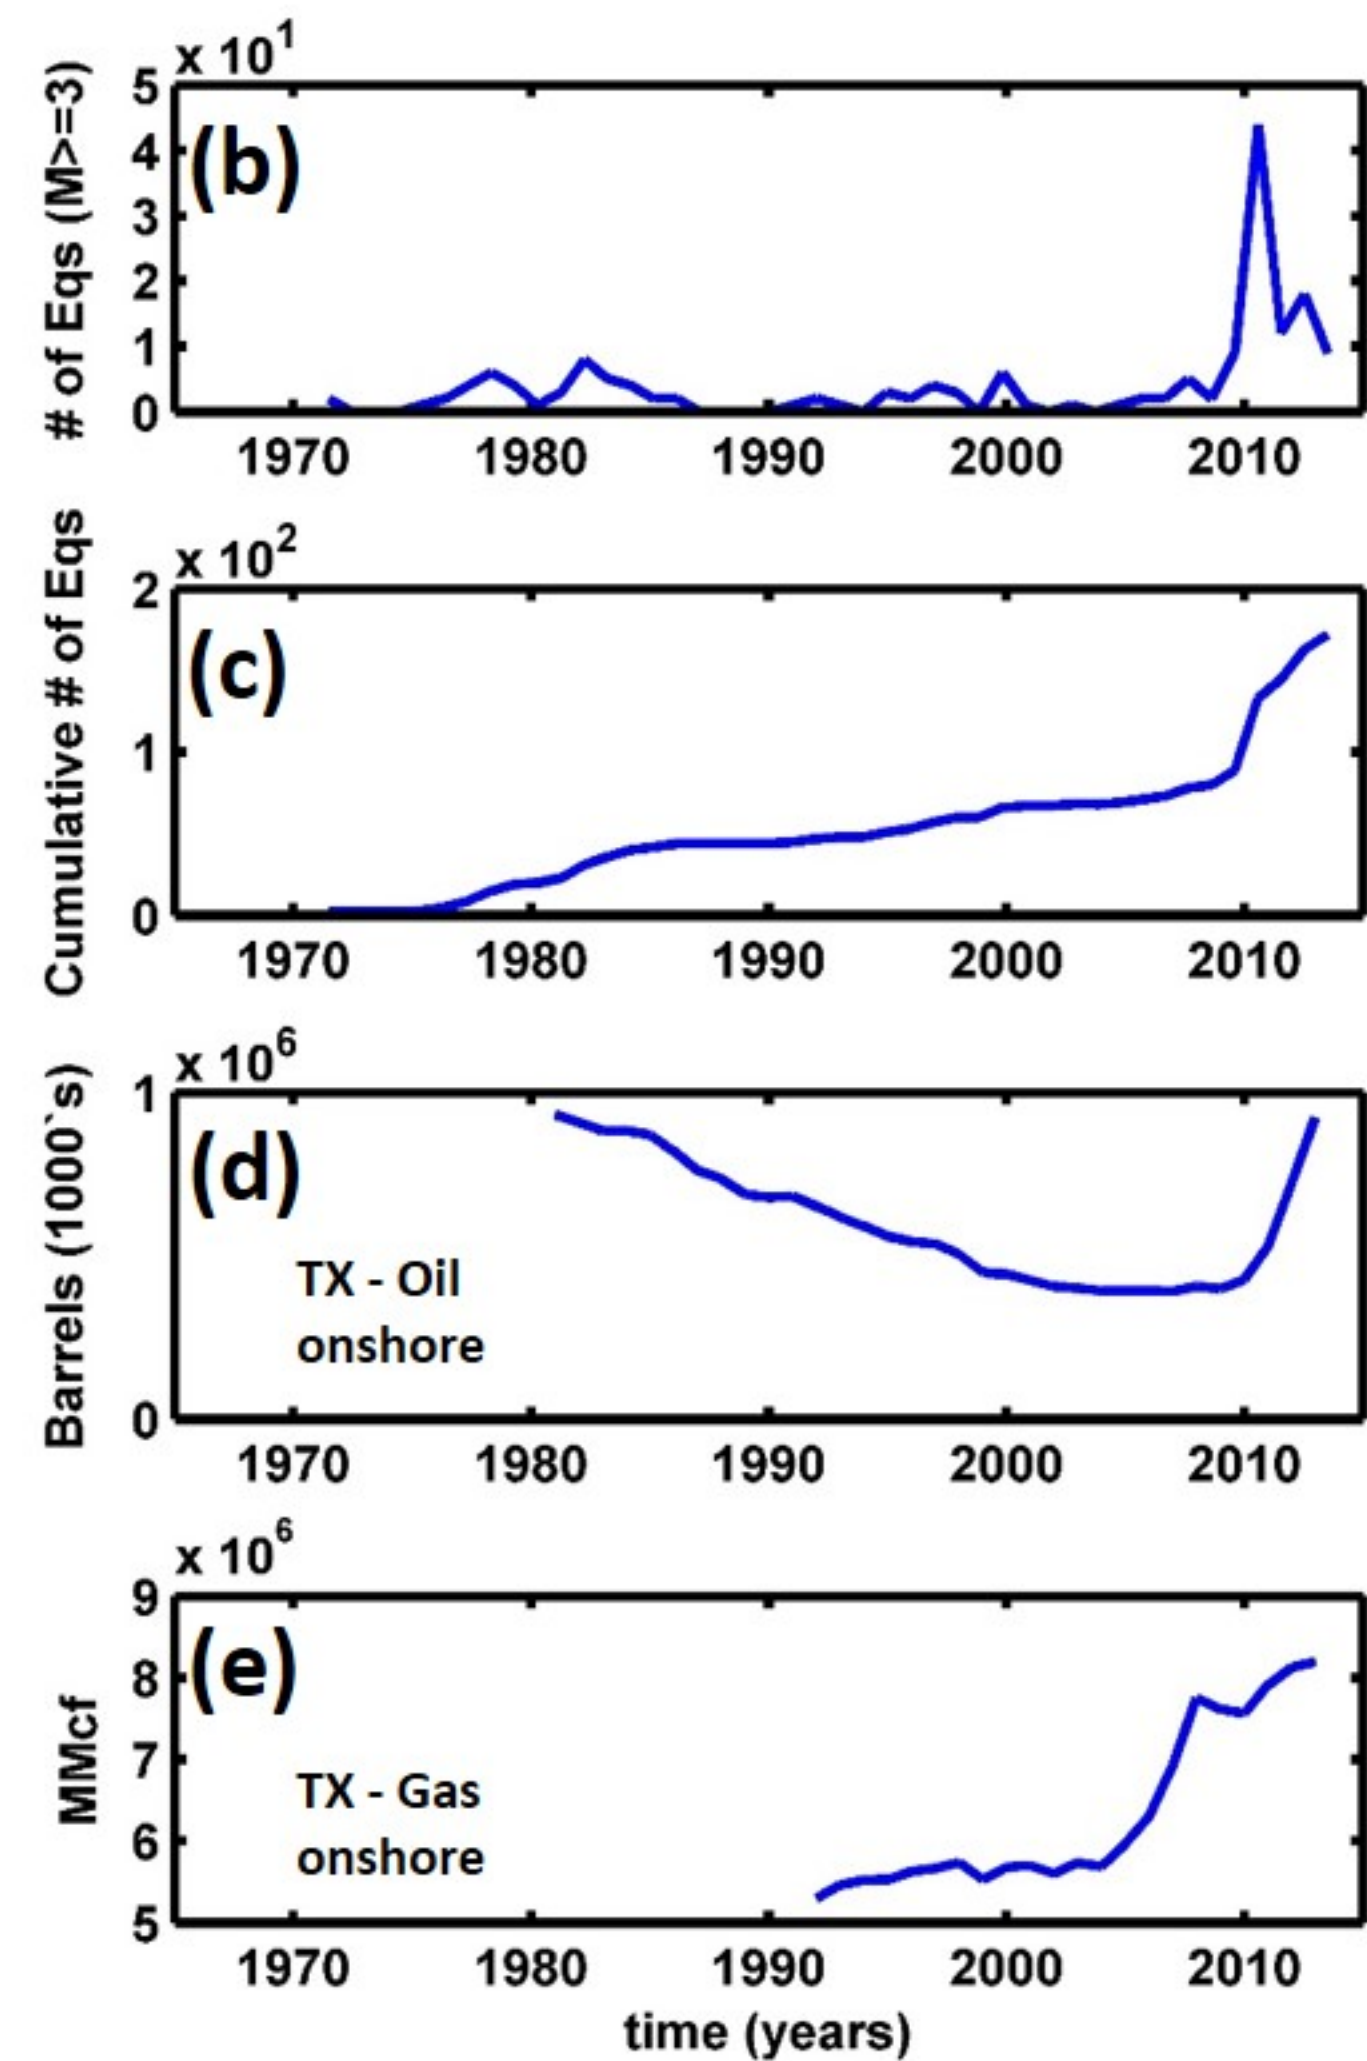 x 10^1
# of Eqs (M>=3)
5
4
3
2
1
0
(b)
1970 1980 1990 2000 2010
x 10^2
Cumulative # of Eqs
2
1
0
(c)
1970 1980 1990 2000 2010
x 10^6
Barrels (1000`s)
1
0
(d)
TX - Oil
onshore
1970 1980 1990 2000 2010
x 10^6
MMcf
9
8
7
6
5
(e)
TX - Gas
onshore
1970 1980 1990 2000 2010
time (years)